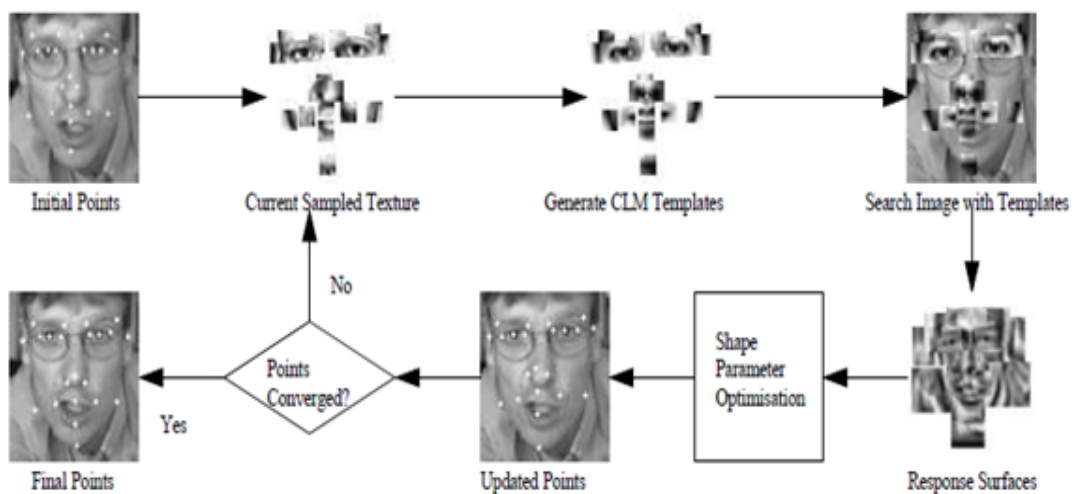 Initial Points
Current Sampled Texture
Generate CLM Templates
Search Image with Templates
No
Points
Converged?
Yes
Shape
Parameter
Optimisation
Final Points
Updated Points
Response Surfaces